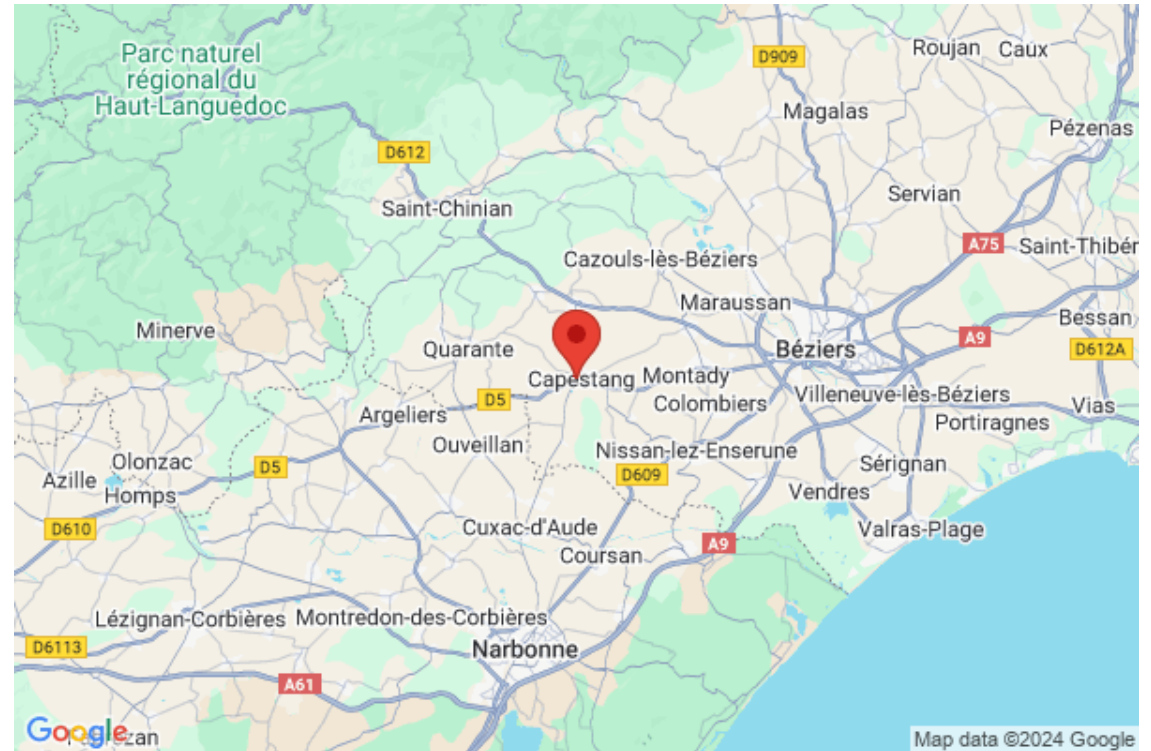 Parc naturel
régional du
Haut-Languedoc
D909
Roujan
Caux
Magalas
Pézenas
D612
Saint-Chinian
Servian
A75
Saint-Thibér
Cazouls-lès-Béziers
Maraussan
Minerve
Quarante
Béziers
A9
Bessan
D612A
Capestang
Montady
D5
Colombiers
Villeneuve-lès-Béziers
Vias
Argeliers
Portiragnes
Ouveillan
Nissan-lez-Enserune
Olonzac
D5
D609
Sérignan
Azille
Homps
Vendres
D610
Cuxac-d'Aude
Valras-Plage
Coursan
A9
Lézignan-Corbières
Montredon-des-Corbières
D6113
Narbonne
A61
Google
Map data ©2024 Google